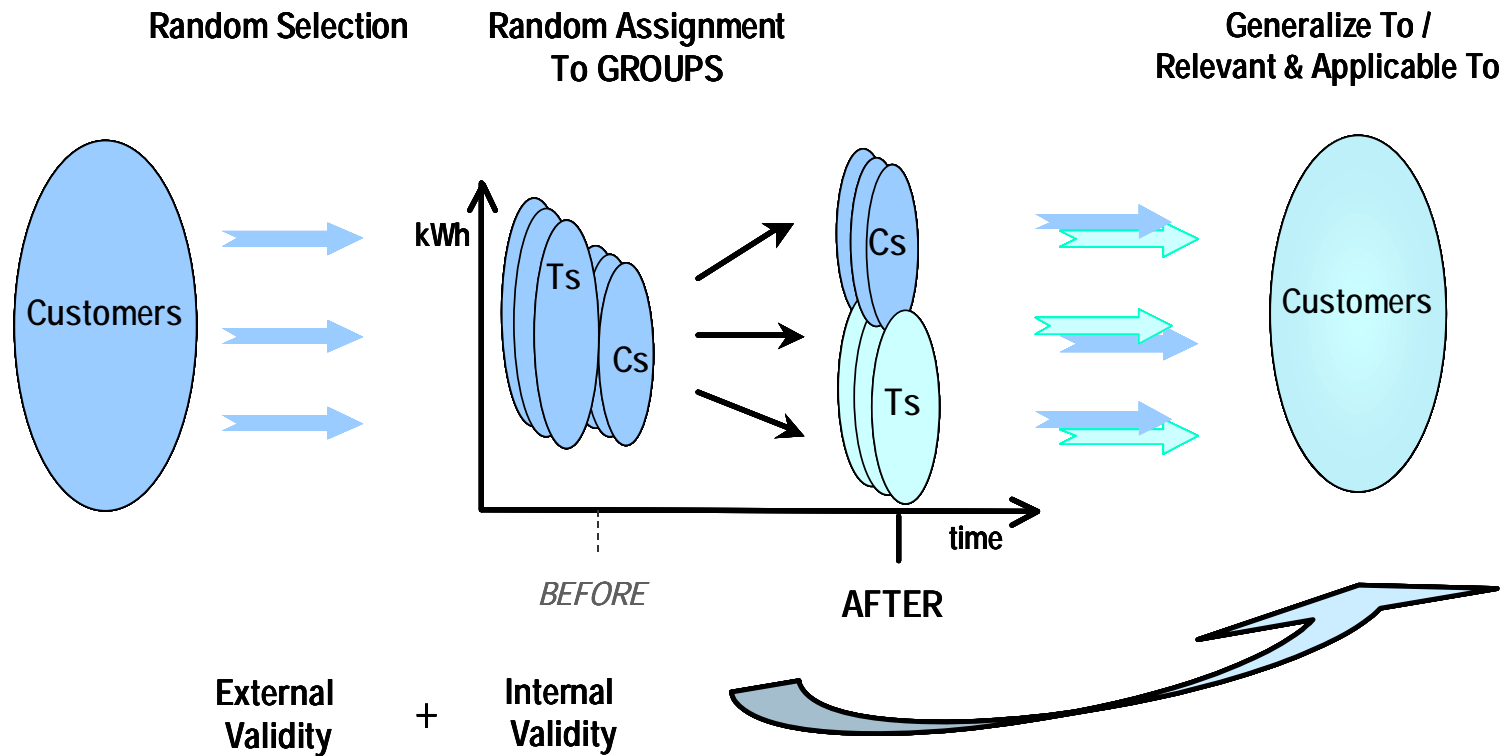 Random Selection
Random Assignment
To GROUPS
Generalize To /
Relevant & Applicable To
Customers
kWh
Ts
Cs
Cs
Ts
Customers
time
BEFORE
AFTER
External
Validity
+
Internal
Validity